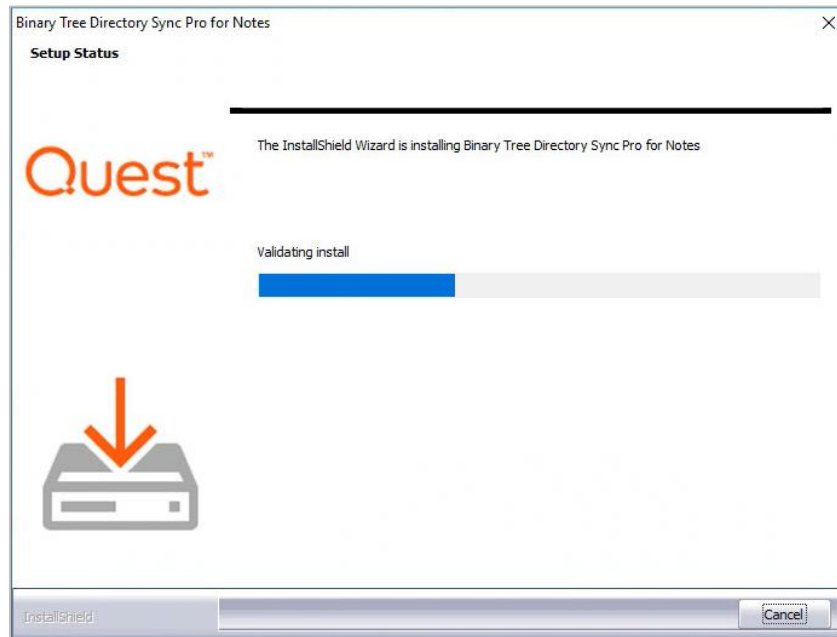 Binary Tree Directory Sync Pro for Notes
Setup Status
Quest™
The InstallShield Wizard is installing Binary Tree Directory Sync Pro for Notes
Validating install
InstallShield
Cancel